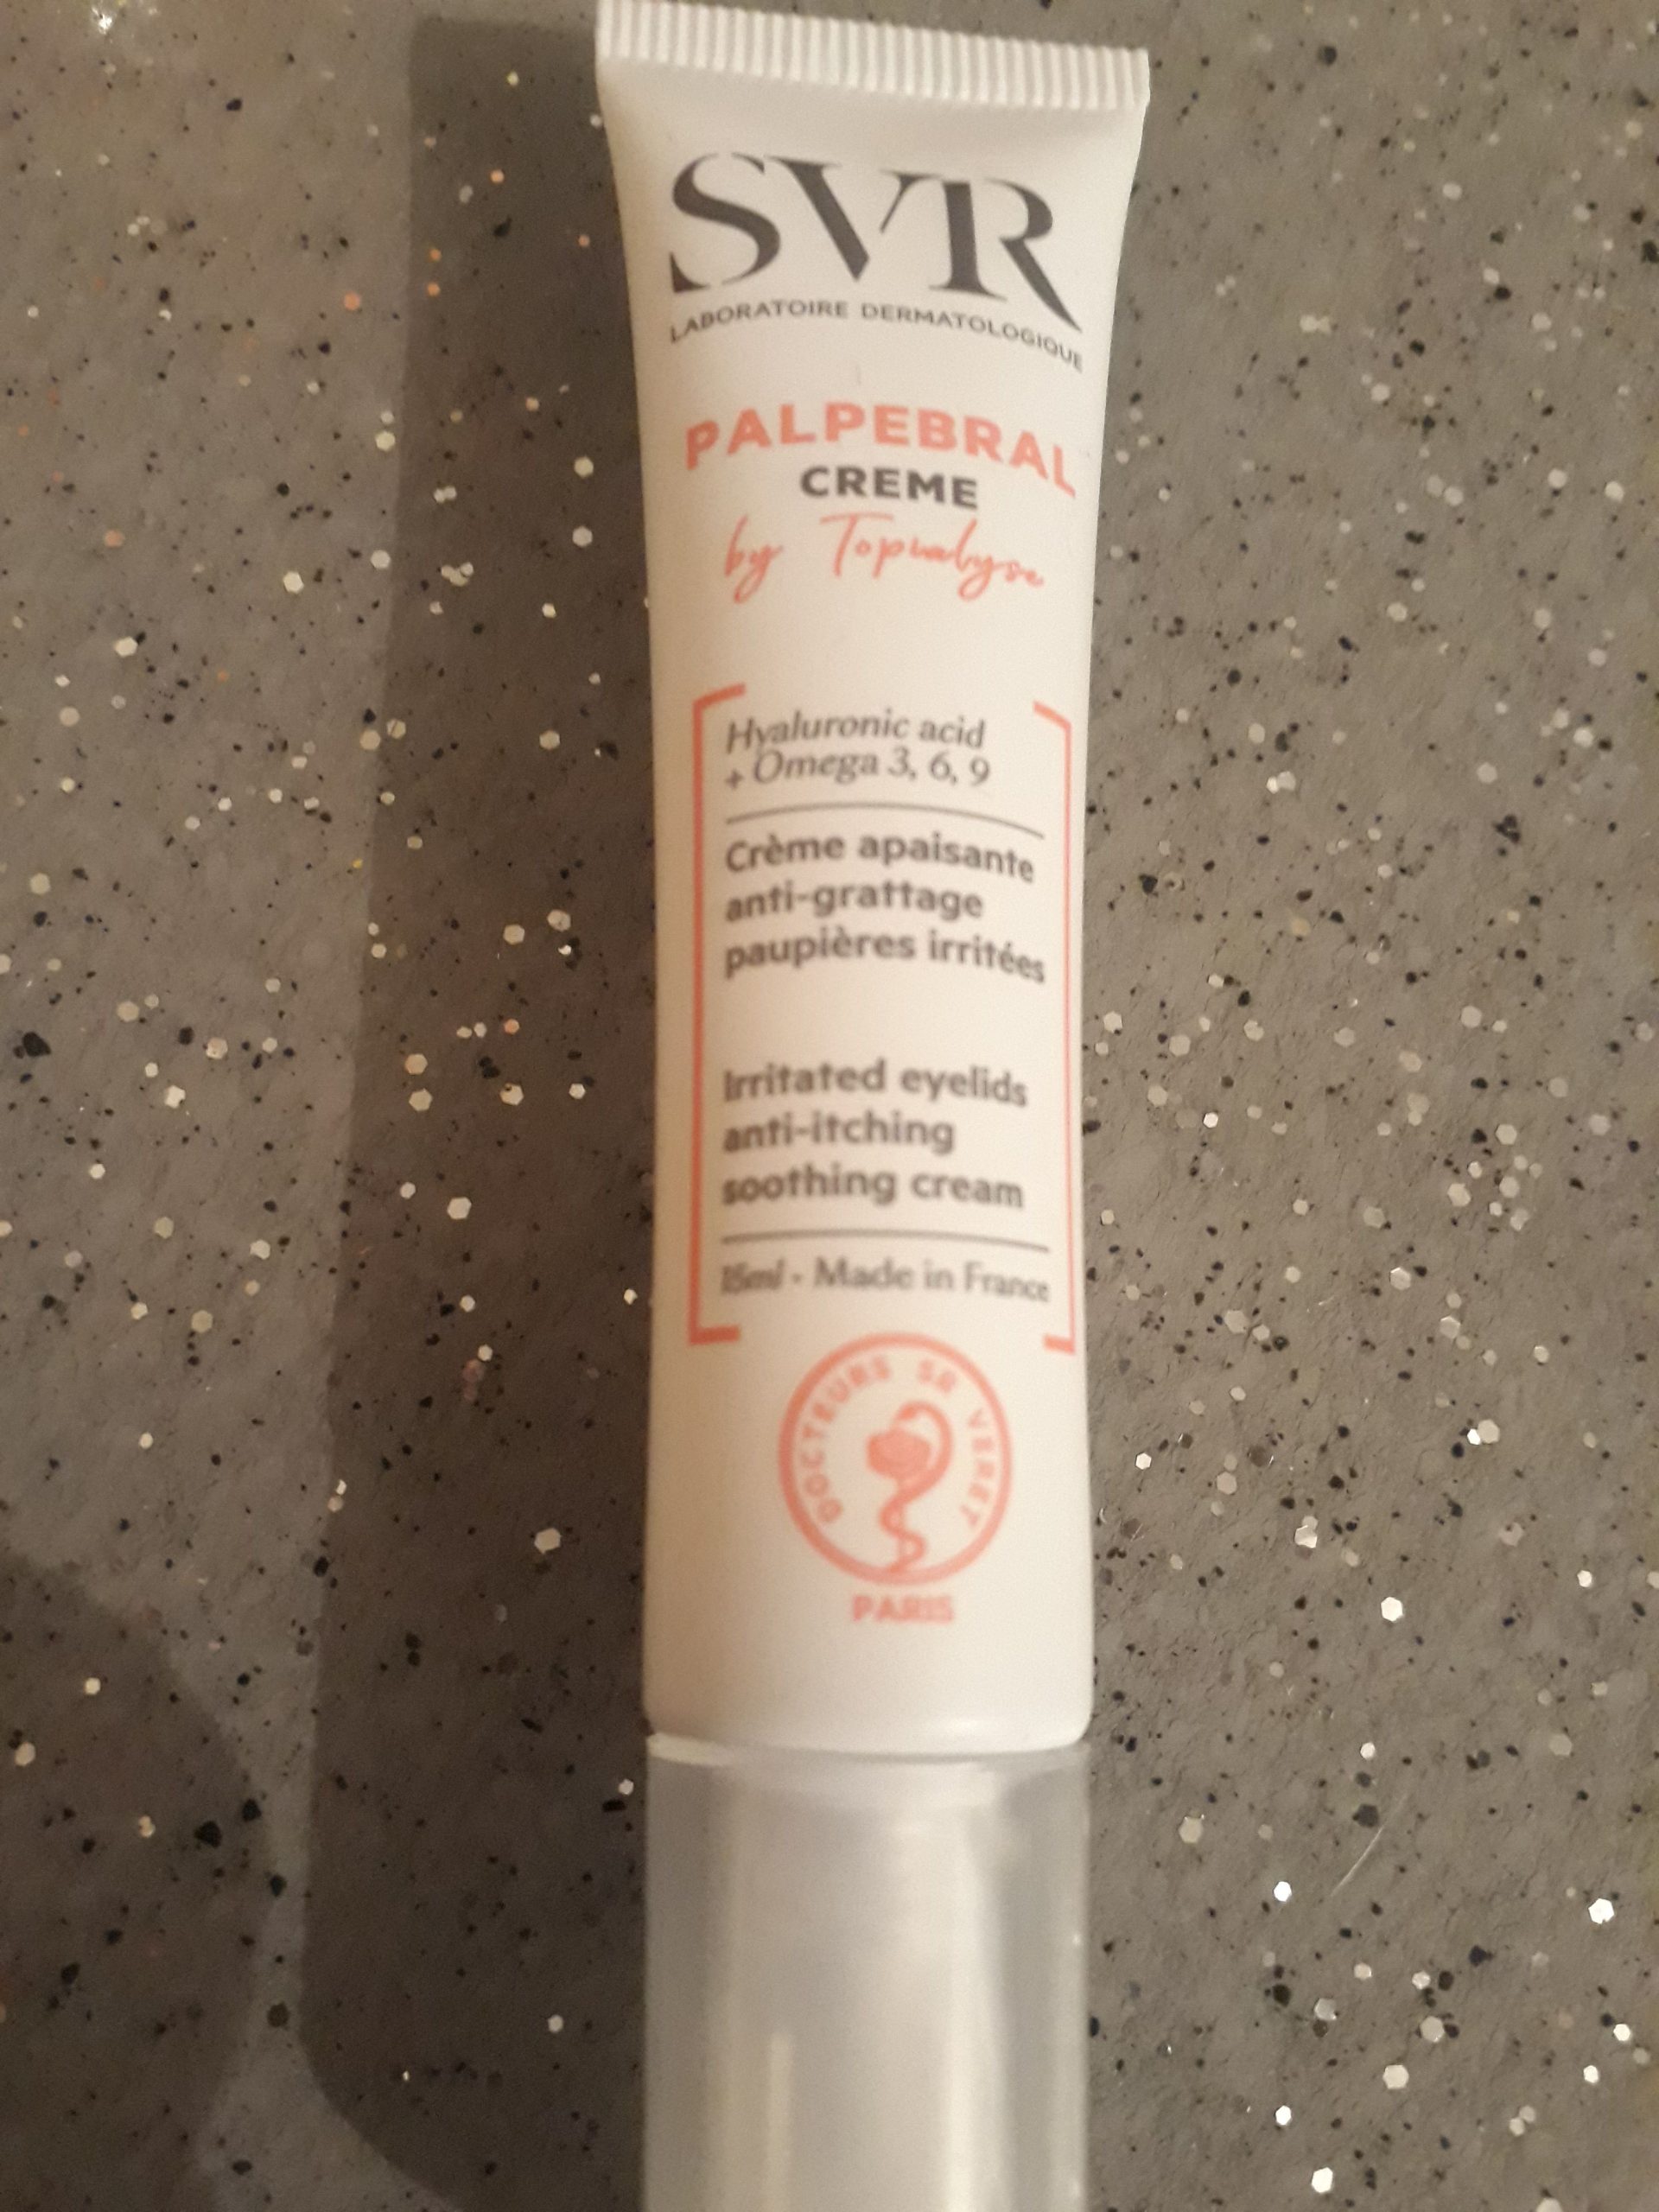 SVR
LABORATOIRE DERMATOLOGIQUE
PALPEBRAL
CREME
by Topialyse
Hyaluronic acid
+ Omega 3, 6, 9
Crème apaisante
anti-grattage
paupières irritées
Irritated eyelids
anti-itching
soothing cream
15ml - Made in France
DOCTEURS SR VERET
PARIS